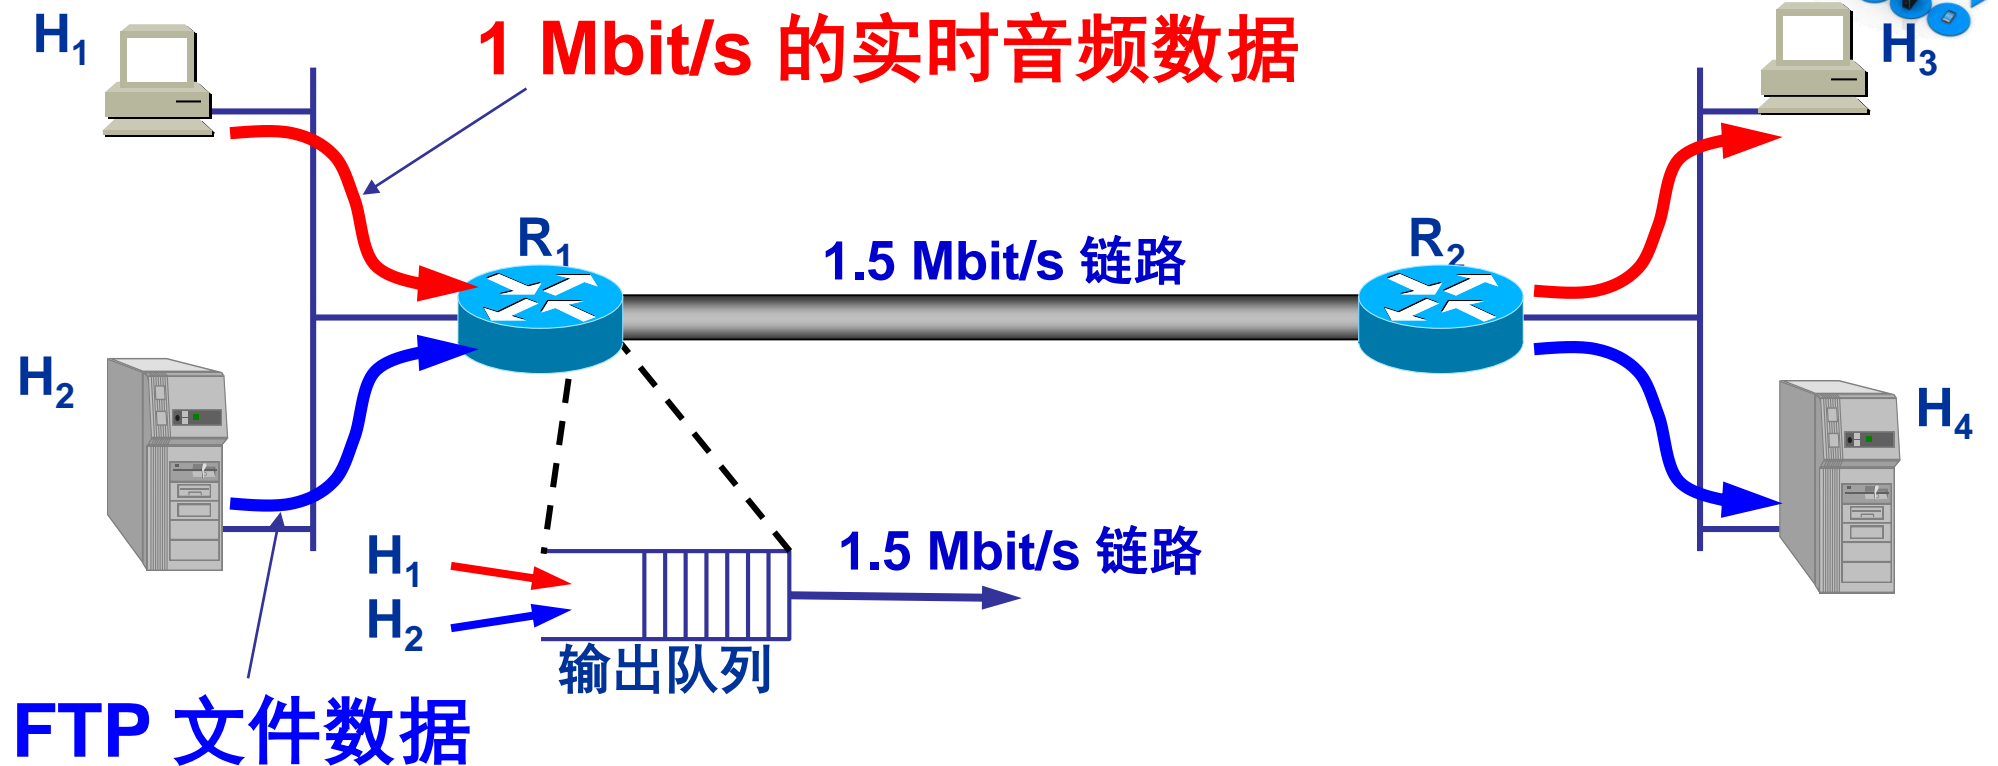 H₁
1 Mbit/s 的实时音频数据
H₃
R₁
1.5 Mbit/s 链路
R₂
H₂
H₄
H₁
1.5 Mbit/s 链路
H₂
输出队列
FTP 文件数据